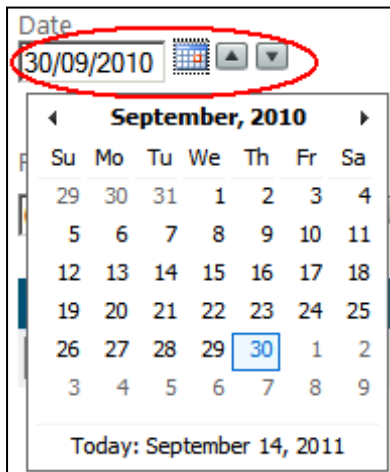 Date
30/09/2010
September, 2010
Su Mo Tu We Th Fr Sa
29 30 31 1 2 3 4
5 6 7 8 9 10 11
12 13 14 15 16 17 18
19 20 21 22 23 24 25
26 27 28 29 30 1 2
3 4 5 6 7 8 9
Today: September 14, 2011